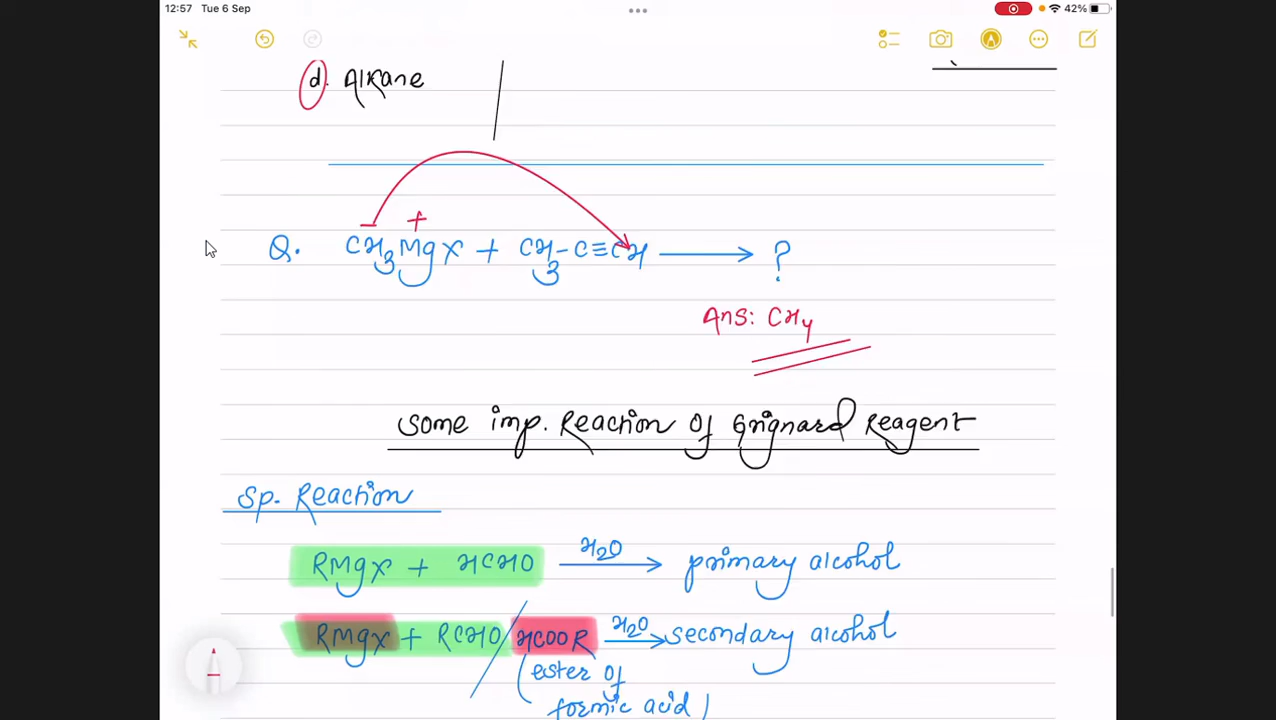 12:57 Tue 6 Sep
42%
d. Alkane
- +
Q. CH3MgX + CH3-C≡CH ⟶ ?
Ans: CH4
Some imp. Reaction of Grignard Reagent
Sp. Reaction
RMgX + HCHO H2O ⟶ primary alcohol
RMgX + RCHO / HCOOR H2O ⟶ secondary alcohol
(ester of
formic acid)